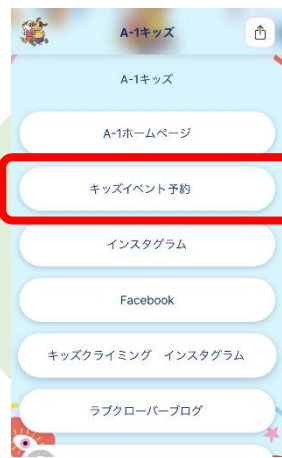 A-1キッズ
A-1キッズ
A-1ホームページ
キッズイベント予約
インスタグラム
Facebook
キッズクライミング インスタグラム
ラブクローバーブログ